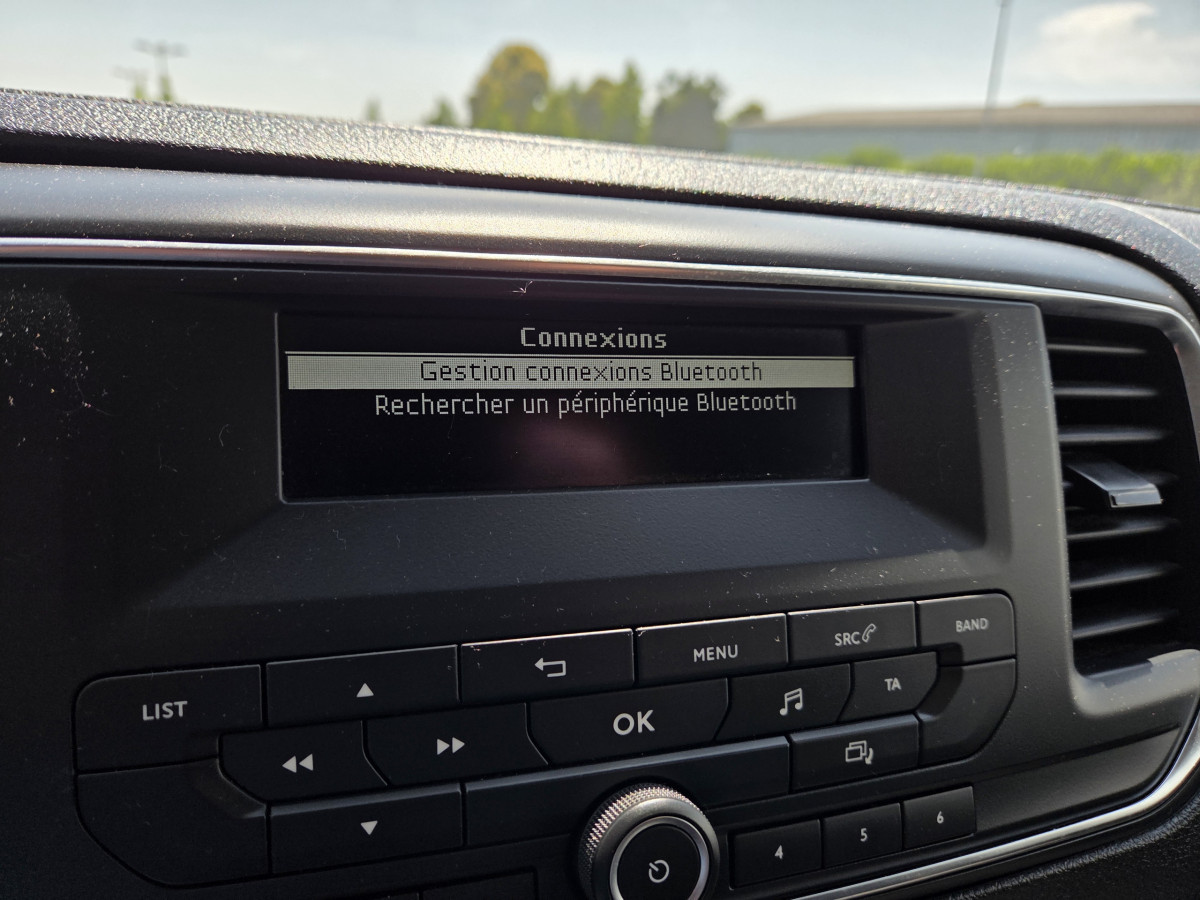 Connexions
Gestion connexions Bluetooth
Rechercher un périphérique Bluetooth
LIST
MENU
SRC
BAND
OK
TA
4
5
6